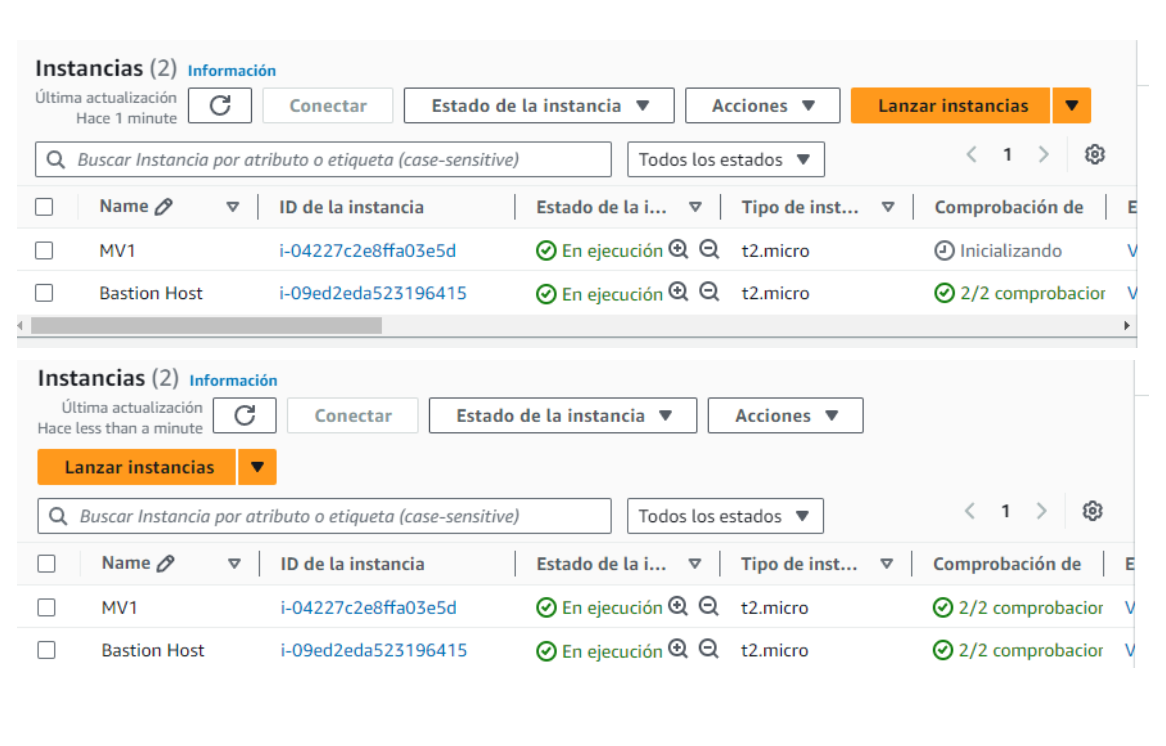 Instancias (2) Información
Última actualización
Hace 1 minute
Conectar Estado de la instancia Acciones Lanzar instancias
Buscar Instancia por atributo o etiqueta (case-sensitive) Todos los estados 1
Name ID de la instancia Estado de la i... Tipo de inst... Comprobación de E
MV1 i-04227c2e8ffa03e5d En ejecución t2.micro Inicializando V
Bastion Host i-09ed2eda523196415 En ejecución t2.micro 2/2 comprobacior V
Instancias (2) Información
Última actualización
Hace less than a minute
Conectar Estado de la instancia Acciones
Lanzar instancias
Buscar Instancia por atributo o etiqueta (case-sensitive) Todos los estados 1
Name ID de la instancia Estado de la i... Tipo de inst... Comprobación de E
MV1 i-04227c2e8ffa03e5d En ejecución t2.micro 2/2 comprobacior V
Bastion Host i-09ed2eda523196415 En ejecución t2.micro 2/2 comprobacior V